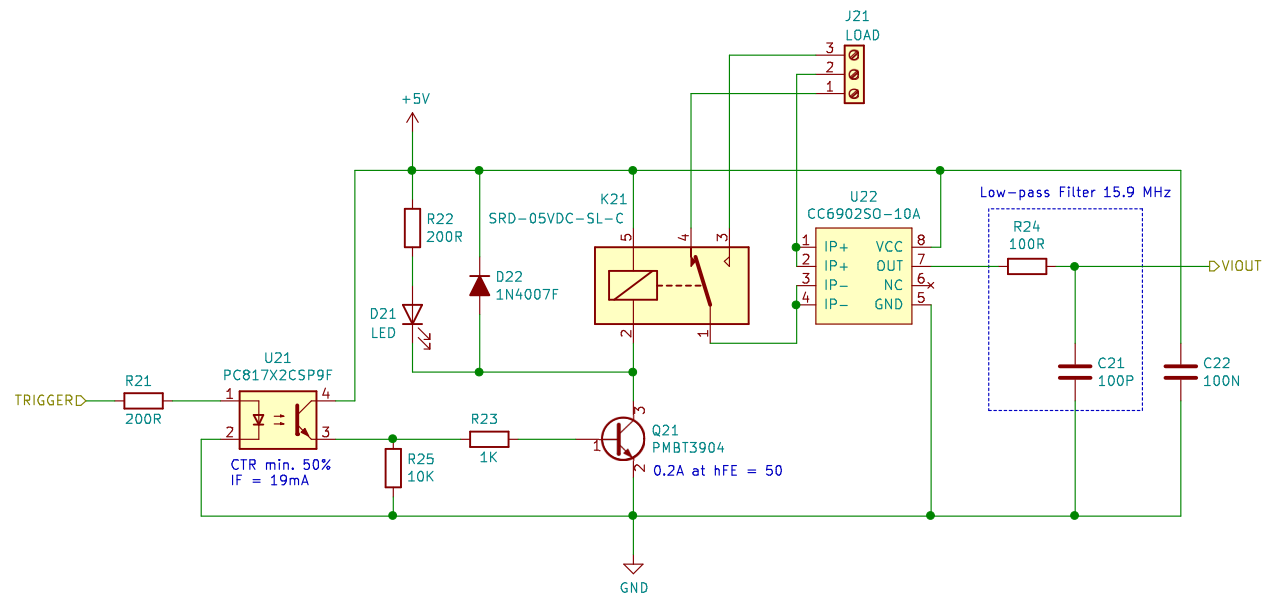 J21
LOAD
3
2
1
+5V
K21
SRD-05VDC-SL-C
5
4
3
2
1
R22
200R
D22
1N4007F
D21
LED
U22
CC6902SO-10A
1 IP+ VCC 8
2 IP+ OUT 7
3 IP- NC 6
4 IP- GND 5
Low-pass Filter 15.9 MHz
R24
100R
VIOUT
C21
100P
C22
100N
U21
PC817X2CSP9F
TRIGGER
R21
200R
1
4
2
3
CTR min. 50%
IF = 19mA
R25
10K
R23
1K
3
1
2
Q21
PMBT3904
0.2A at hFE = 50
GND